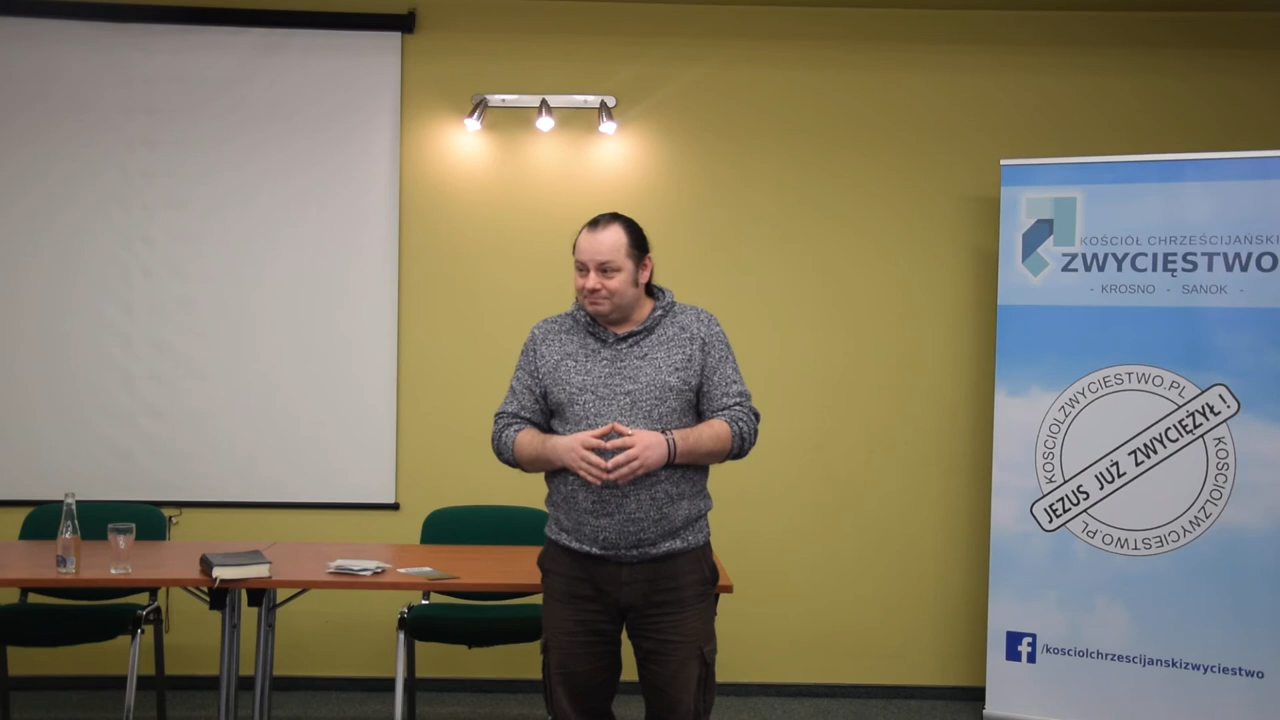 KOŚCIÓŁ CHRZEŚCIJAŃSKI
ZWYCIĘSTWO
- KROSNO - SANOK -
KOSCIOLZWYCIESTWO.PL
JEZUS JUŻ ZWYCIĘŻYŁ!
KOSCIOLZWYCIESTWO.PL
/kosciolchrzescijanskizwyciestwo